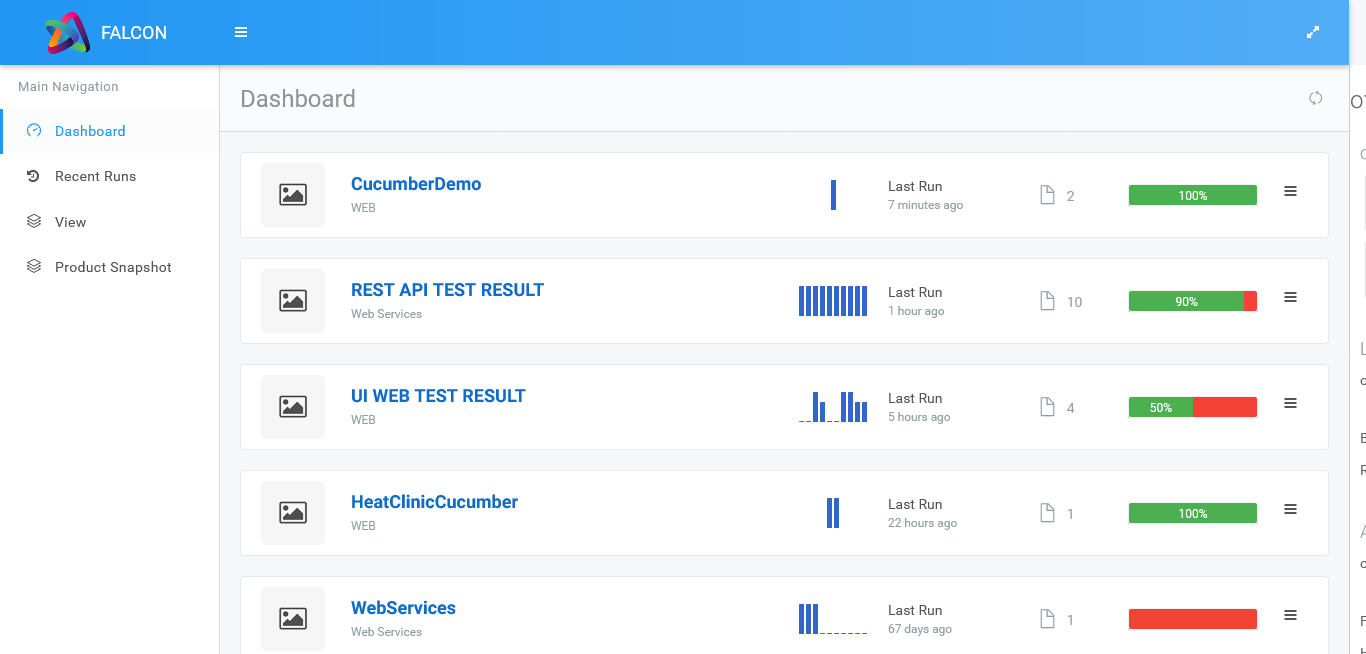 FALCON
Main Navigation
Dashboard
Recent Runs
View
Product Snapshot
Dashboard
CucumberDemo
WEB
Last Run
7 minutes ago
2
100%
REST API TEST RESULT
Web Services
Last Run
1 hour ago
10
90%
UI WEB TEST RESULT
WEB
Last Run
5 hours ago
4
50%
HeatClinicCucumber
WEB
Last Run
22 hours ago
1
100%
WebServices
Web Services
Last Run
67 days ago
1